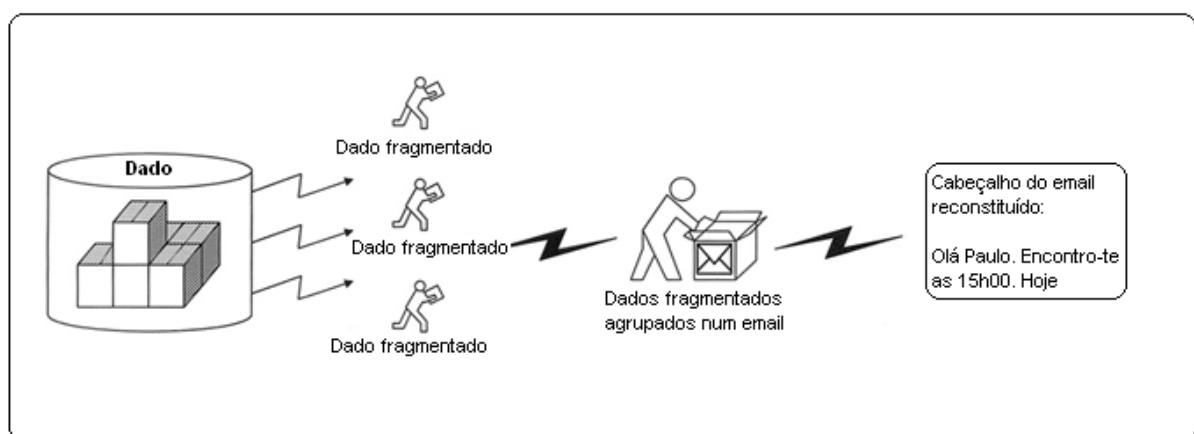 Dado
Dado fragmentado
Dado fragmentado
Dado fragmentado
Dados fragmentados
agrupados num email
Cabeçalho do email
reconstituído:
Olá Paulo. Encontro-te
as 15h00. Hoje